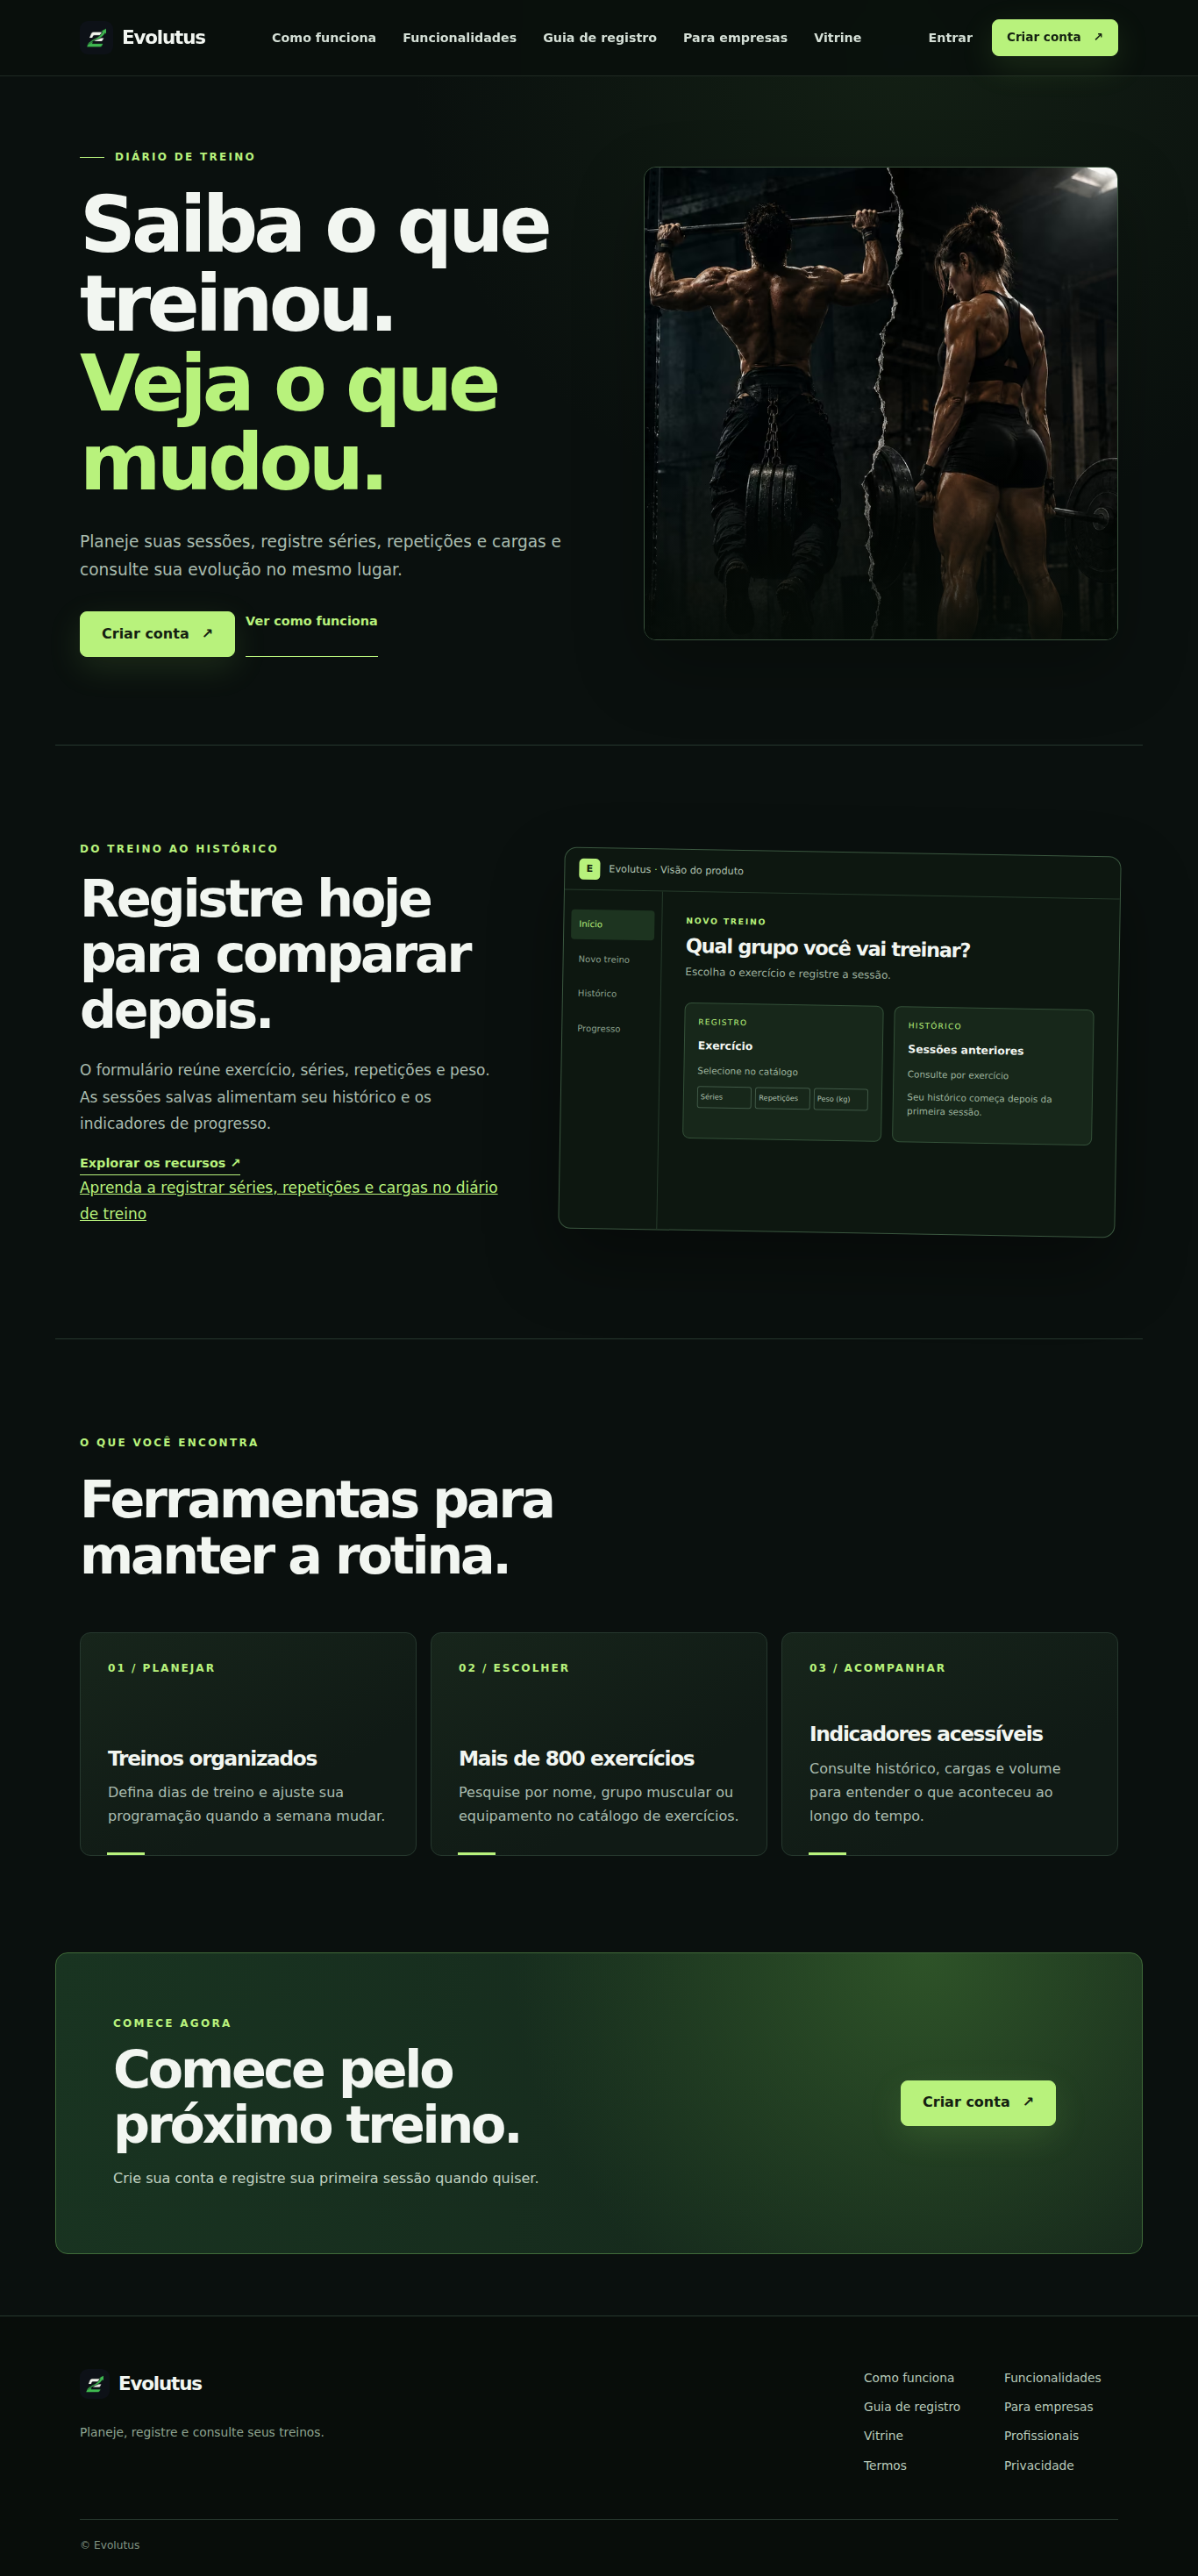 Evolutus
Como funciona
Funcionalidades
Guia de registro
Para empresas
Vitrine
Entrar
Criar conta ↗
DIÁRIO DE TREINO
Saiba o que
treinou.
Veja o que
mudou.
Planeje suas sessões, registre séries, repetições e cargas e
consulte sua evolução no mesmo lugar.
Criar conta ↗
Ver como funciona
DO TREINO AO HISTÓRICO
Registre hoje
para comparar
depois.
O formulário reúne exercício, séries, repetições e peso.
As sessões salvas alimentam seu histórico e os
indicadores de progresso.
Explorar os recursos ↗
Aprenda a registrar séries, repetições e cargas no diário
de treino
E
Evolutus · Visão do produto
Início
Novo treino
Histórico
Progresso
NOVO TREINO
Qual grupo você vai treinar?
Escolha o exercício e registre a sessão.
REGISTRO
Exercício
Selecione no catálogo
Séries
Repetições
Peso (kg)
HISTÓRICO
Sessões anteriores
Consulte por exercício
Seu histórico começa depois da
primeira sessão.
O QUE VOCÊ ENCONTRA
Ferramentas para
manter a rotina.
01 / PLANEJAR
Treinos organizados
Defina dias de treino e ajuste sua
programação quando a semana mudar.
02 / ESCOLHER
Mais de 800 exercícios
Pesquise por nome, grupo muscular ou
equipamento no catálogo de exercícios.
03 / ACOMPANHAR
Indicadores acessíveis
Consulte histórico, cargas e volume
para entender o que aconteceu ao
longo do tempo.
COMECE AGORA
Comece pelo
próximo treino.
Crie sua conta e registre sua primeira sessão quando quiser.
Criar conta ↗
Evolutus
Planeje, registre e consulte seus treinos.
Como funciona
Funcionalidades
Guia de registro
Para empresas
Vitrine
Profissionais
Termos
Privacidade
© Evolutus